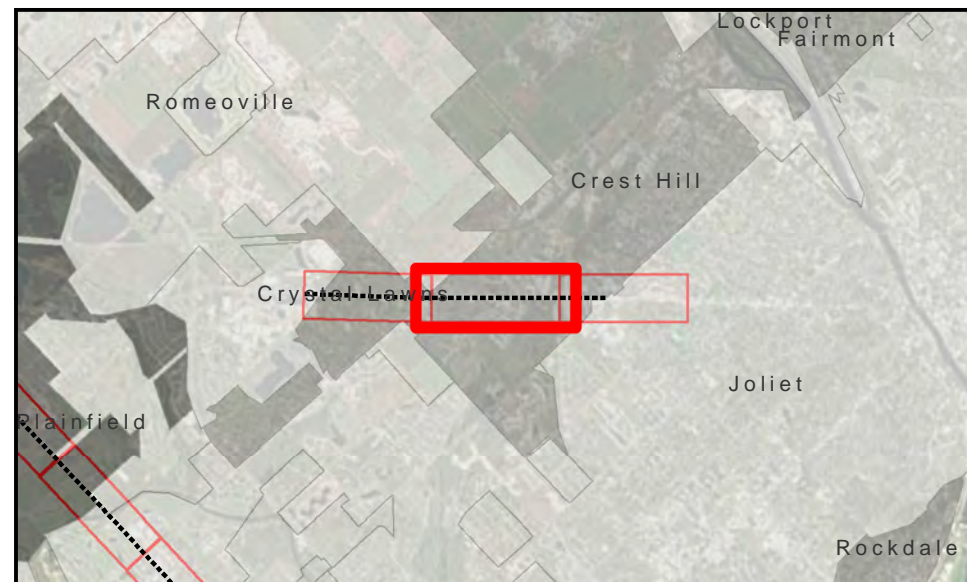 Lockport
Fairmont
Romeoville
Crest Hill
Crystal Lawns
Joliet
Plainfield
Rockdale